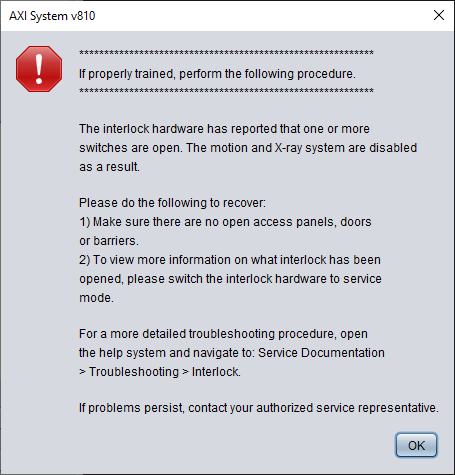 AXI System v810
***********************************************************
If properly trained, perform the following procedure.
***********************************************************
The interlock hardware has reported that one or more
switches are open. The motion and X-ray system are disabled
as a result.
Please do the following to recover:
1) Make sure there are no open access panels, doors
or barriers.
2) To view more information on what interlock has been
opened, please switch the interlock hardware to service
mode.
For a more detailed troubleshooting procedure, open
the help system and navigate to: Service Documentation
> Troubleshooting > Interlock.
If problems persist, contact your authorized service representative.
OK